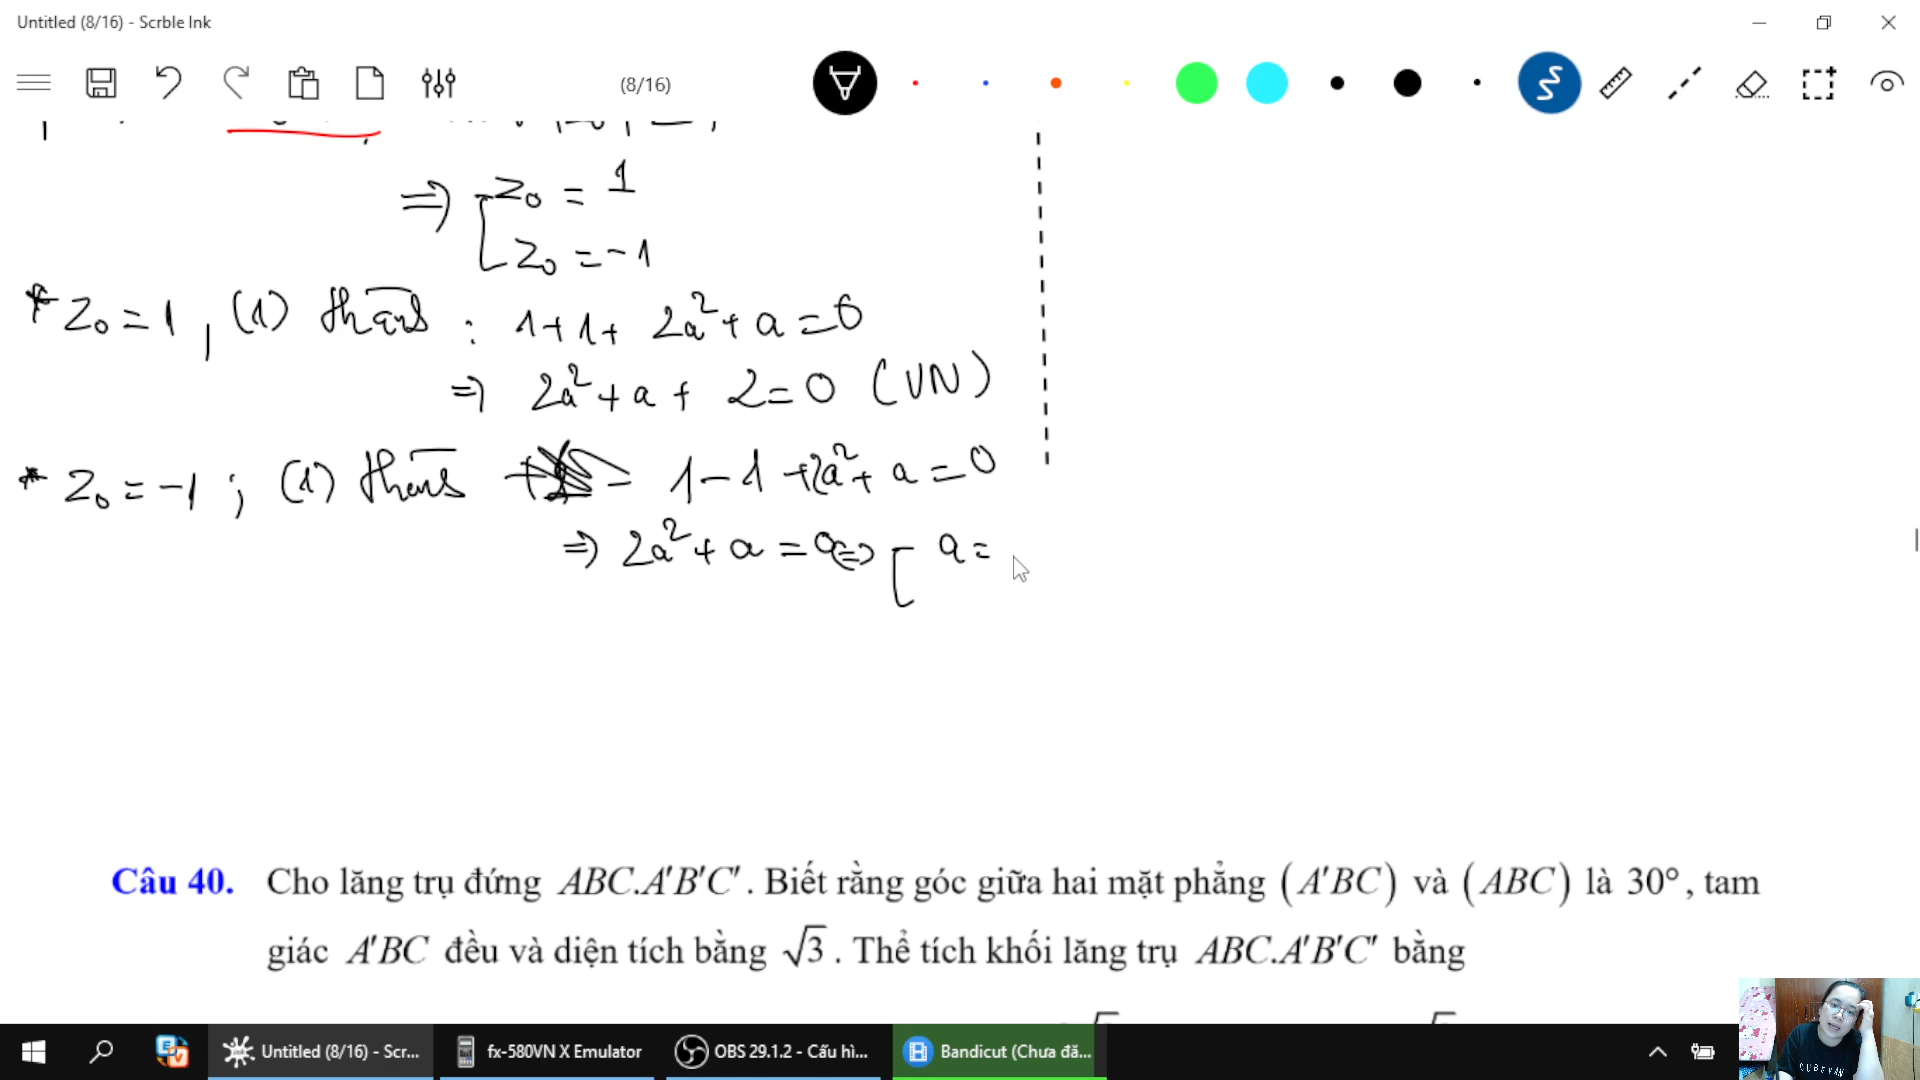 Untitled (8/16) - Scrble Ink
(8/16)
⇒ [ z₀ = 1
z₀ = -1
* z₀ = 1, (1) thành : 1+1+ 2a²+ a = 0
⇒ 2a² + a + 2 = 0 (VN)
* z₀ = -1 ; (1) thành = 1 - 1 + 2a² + a = 0
⇒ 2a² + a = 0 ⇔ [ a =
Câu 40. Cho lăng trụ đứng ABC.A'B'C'. Biết rằng góc giữa hai mặt phẳng (A'BC) và (ABC) là 30°, tam
giác A'BC đều và diện tích bằng √3. Thể tích khối lăng trụ ABC.A'B'C' bằng
Untitled (8/16) - Scr...
fx-580VN X Emulator
OBS 29.1.2 - Cấu hì...
Bandicut (Chưa đă...